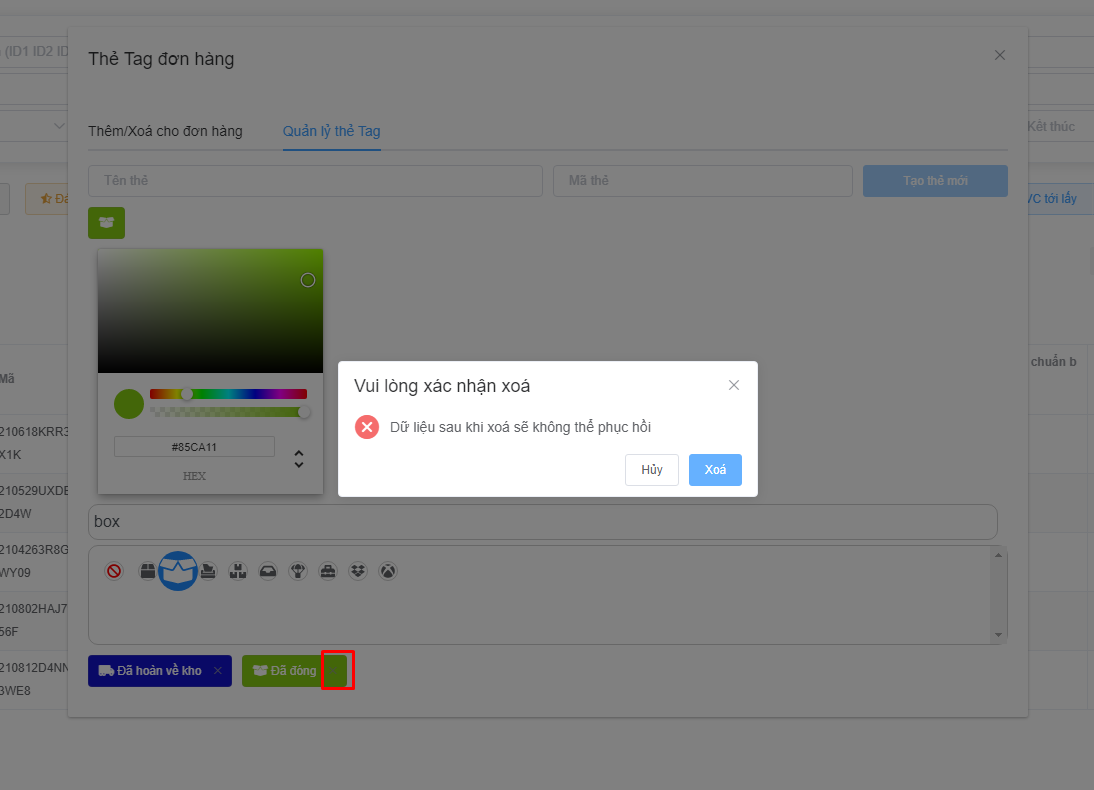 (ID1 ID2 ID
Thẻ Tag đơn hàng
Thêm/Xoá cho đơn hàng
Quản lý thẻ Tag
Kết thúc
Tên thẻ
Mã thẻ
Tạo thẻ mới
VC tới lấy
Mã
chuẩn b
Vui lòng xác nhận xoá
Dữ liệu sau khi xoá sẽ không thể phục hồi
Hủy
Xoá
#85CA11
HEX
210618KRR3
X1K
210529UXDE
2D4W
box
2104263R8G
WY09
210802HAJ7
56F
Đã hoàn về kho
Đã đóng
210812D4NN
3WE8